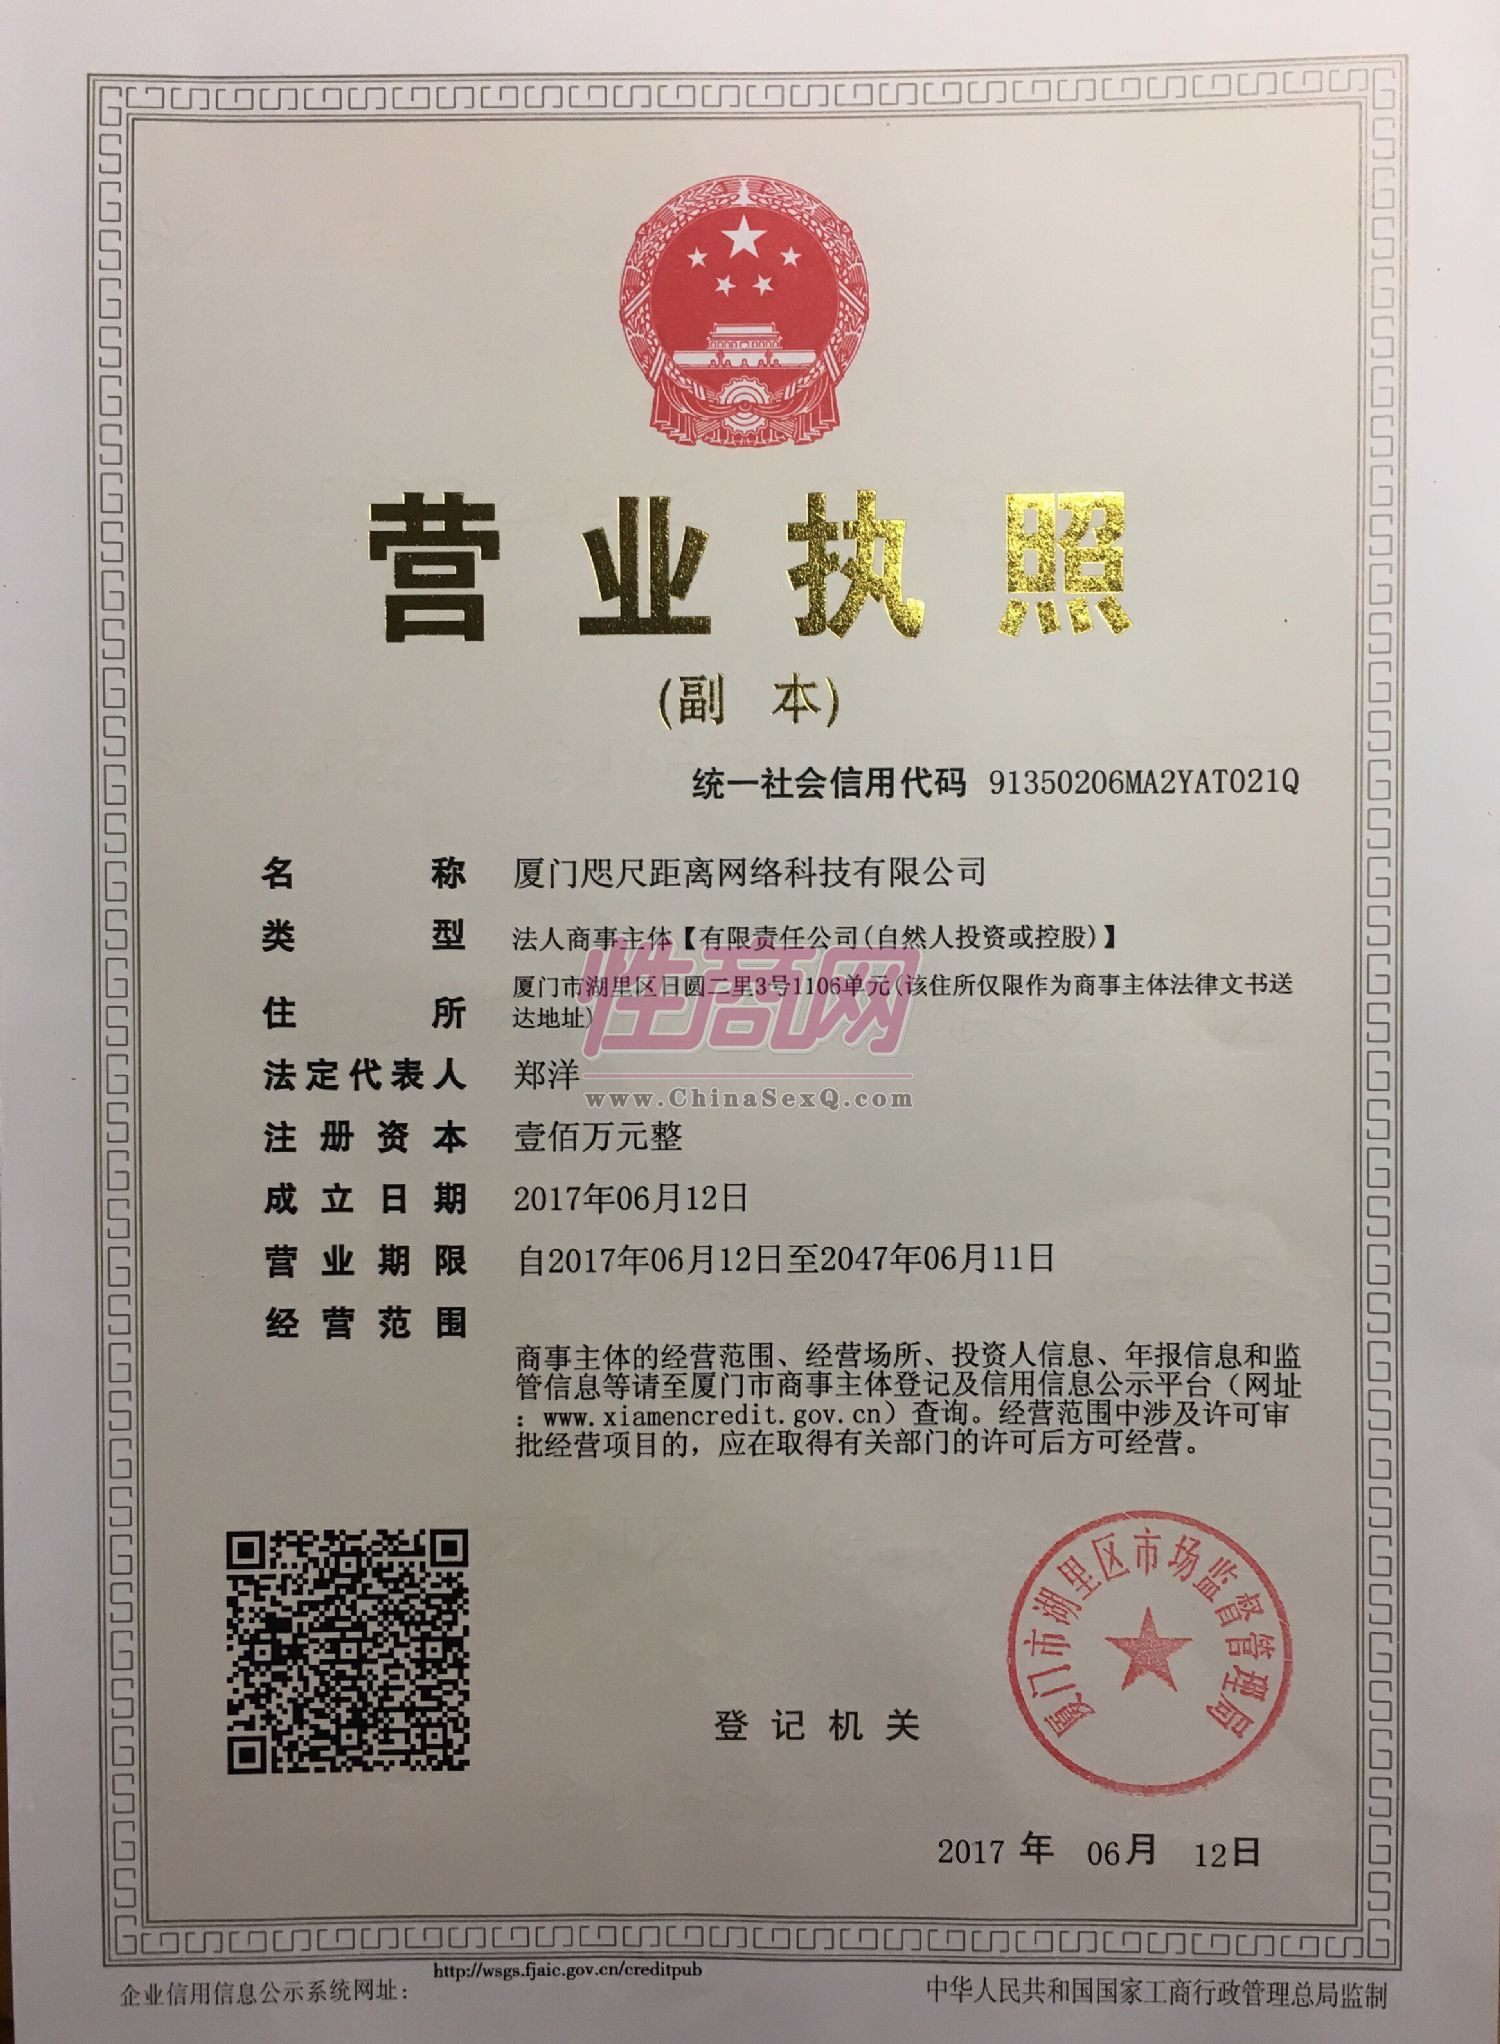 营业执照
(副 本)
统一社会信用代码 91350206MA2YAT021Q
名称 厦门咫尺距离网络科技有限公司
类型 法人商事主体【有限责任公司(自然人投资或控股)】
住所 厦门市湖里区日圆二里3号1106单元(该住所仅限作为商事主体法律文书送
达地址)
性商网
法定代表人 郑洋
www.ChinaSexQ.com
注册资本 壹佰万元整
成立日期 2017年06月12日
营业期限 自2017年06月12日至2047年06月11日
经营范围
商事主体的经营范围、经营场所、投资人信息、年报信息和监
管信息等请至厦门市商事主体登记及信用信息公示平台（网址
：www.xiamencredit.gov.cn）查询。经营范围中涉及许可审
批经营项目的，应在取得有关部门的许可后方可经营。
厦门市湖里区市场监督管理局
登记机关
2017 年 06月 12日
企业信用信息公示系统网址： http://wsgs.fjaic.gov.cn/creditpub
中华人民共和国国家工商行政管理总局监制